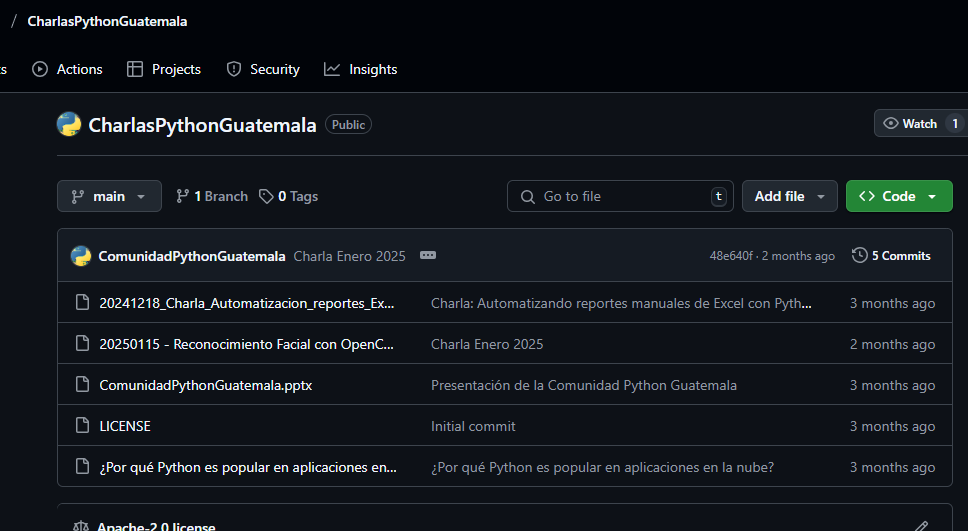 / CharlasPythonGuatemala
Actions Projects Security Insights
CharlasPythonGuatemala Public
Watch 1
main 1 Branch 0 Tags Go to file t Add file Code
ComunidadPythonGuatemala Charla Enero 2025 48e640f · 2 months ago 5 Commits
20241218_Charla_Automatizacion_reportes_Ex... Charla: Automatizando reportes manuales de Excel con Pyth... 3 months ago
20250115 - Reconocimiento Facial con OpenC... Charla Enero 2025 2 months ago
ComunidadPythonGuatemala.pptx Presentación de la Comunidad Python Guatemala 3 months ago
LICENSE Initial commit 3 months ago
¿Por qué Python es popular en aplicaciones en... ¿Por qué Python es popular en aplicaciones en la nube? 3 months ago
Apache-2.0 license